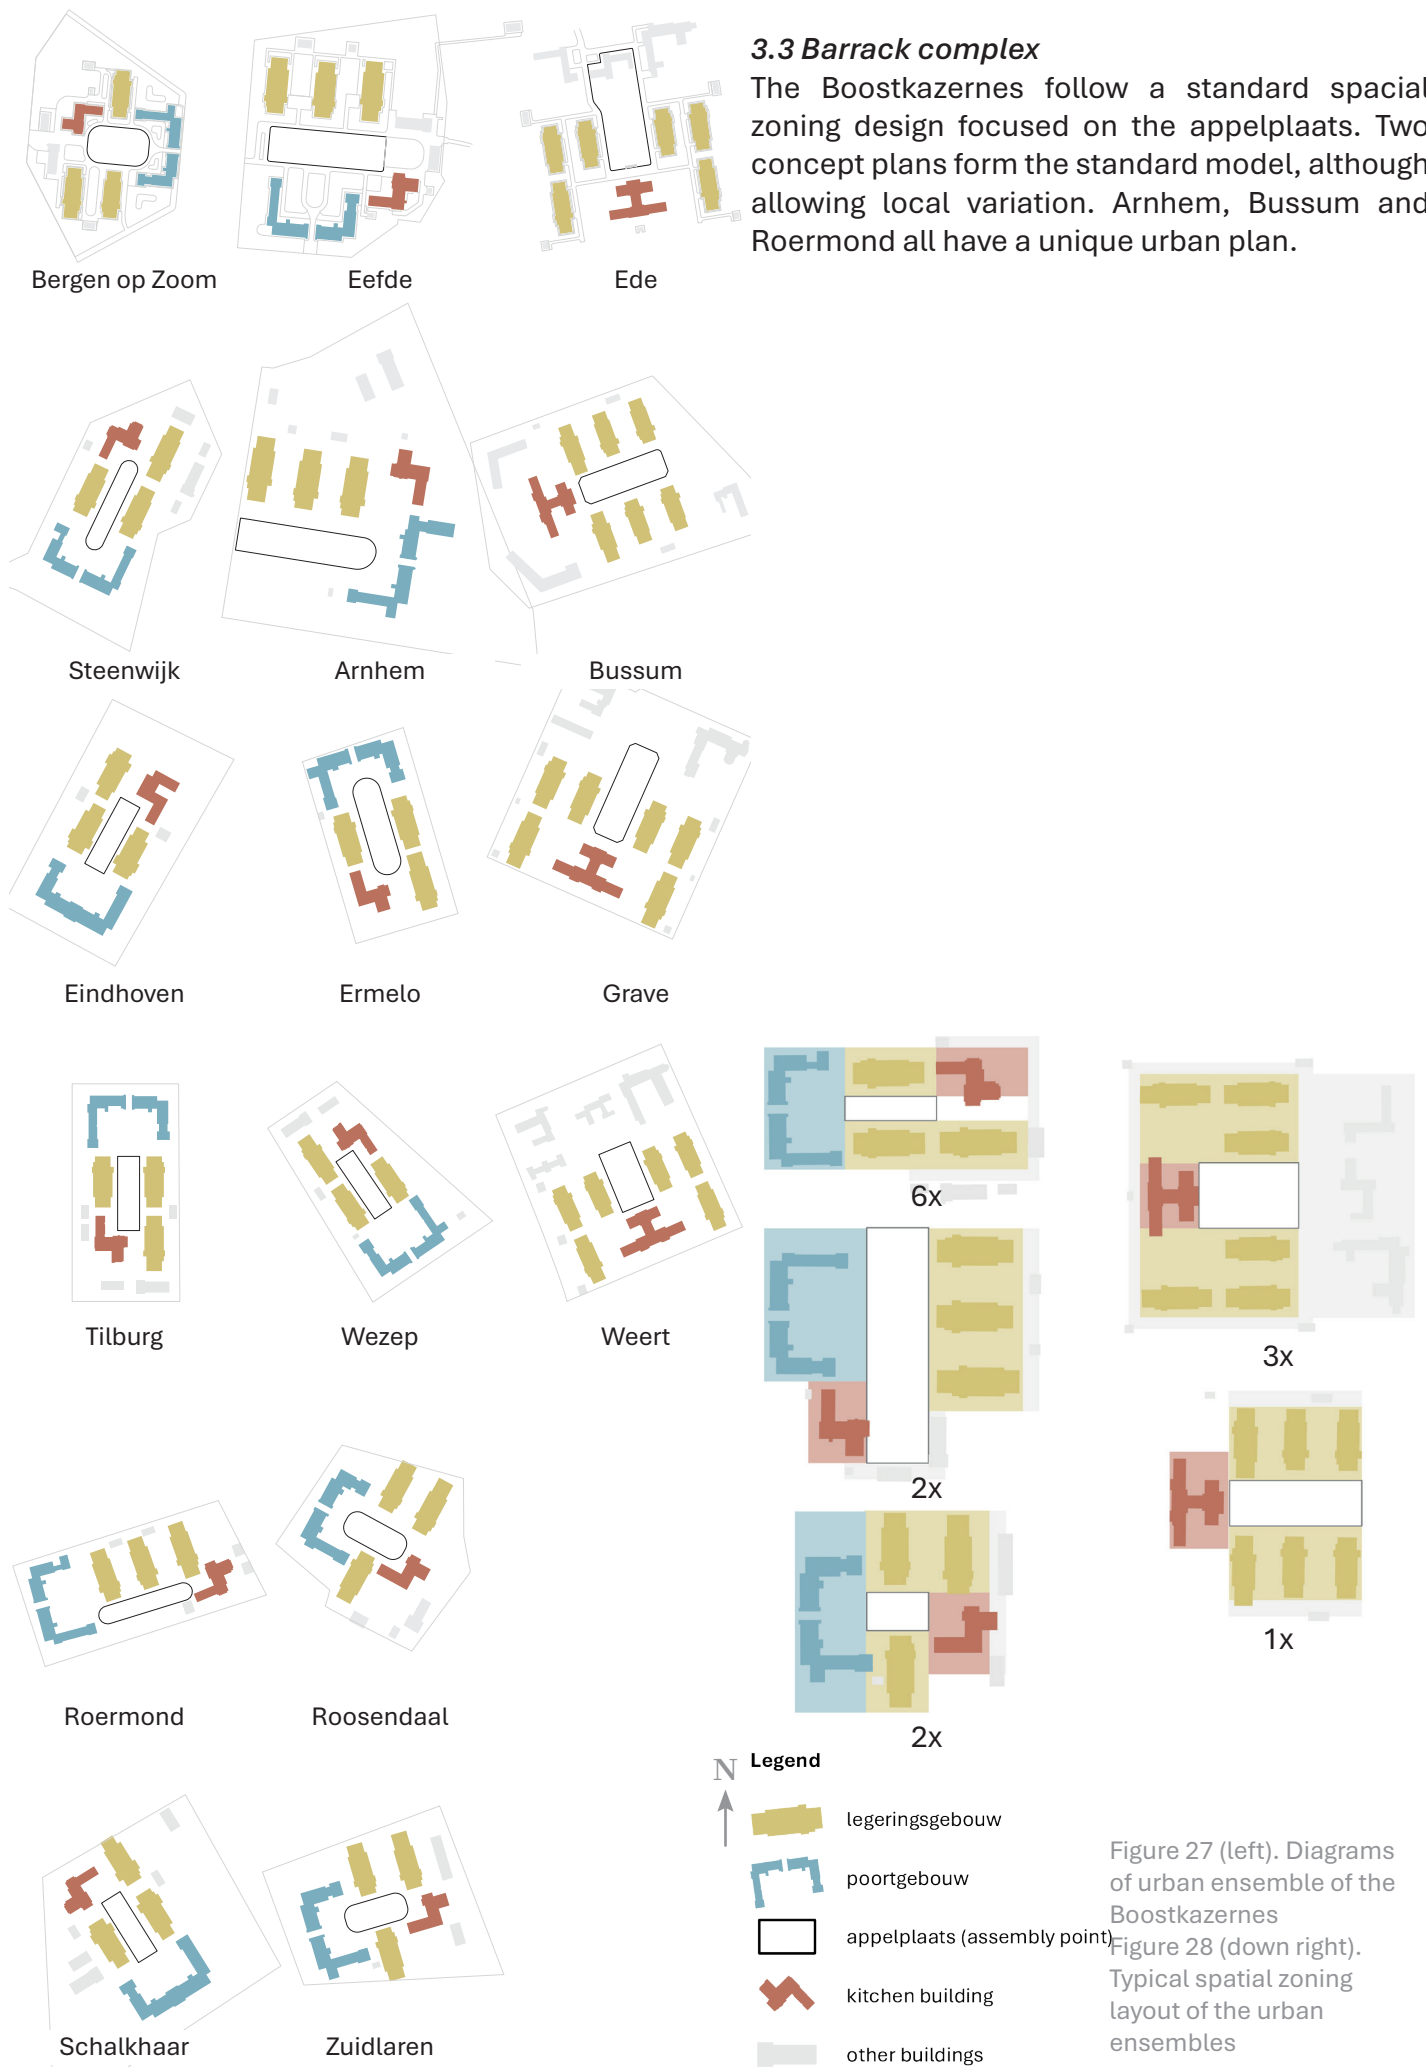 3.3 Barrack complex
The Boostkazernes follow a standard spacial
zoning design focused on the appelplaats. Two
concept plans form the standard model, although
allowing local variation. Arnhem, Bussum and
Roermond all have a unique urban plan.
Bergen op Zoom
Eefde
Ede
Steenwijk
Arnhem
Bussum
Eindhoven
Ermelo
Grave
Tilburg
Wezep
Weert
Roermond
Roosendaal
Schalkhaar
Zuidlaren
6x
2x
2x
3x
1x
N
Legend
legeringsgebouw
poortgebouw
appelplaats (assembly point)
kitchen building
other buildings
Figure 27 (left). Diagrams
of urban ensemble of the
Boostkazernes
Figure 28 (down right).
Typical spatial zoning
layout of the urban
ensembles